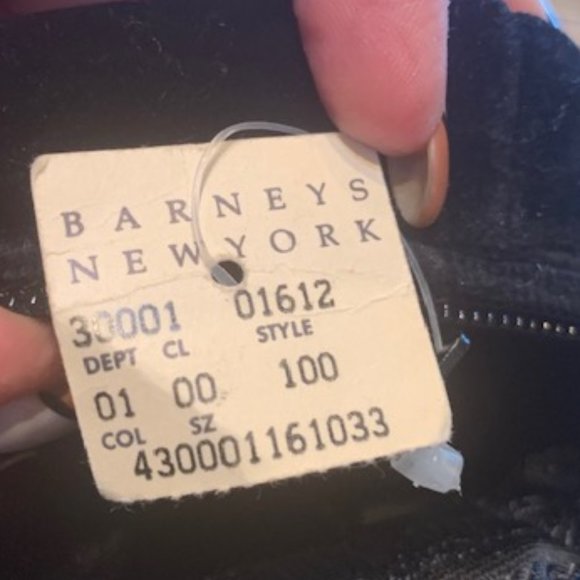 BARNEYS
NEW YORK
30001 01612
DEPT CL STYLE
01 00 100
COL SZ
430001161033